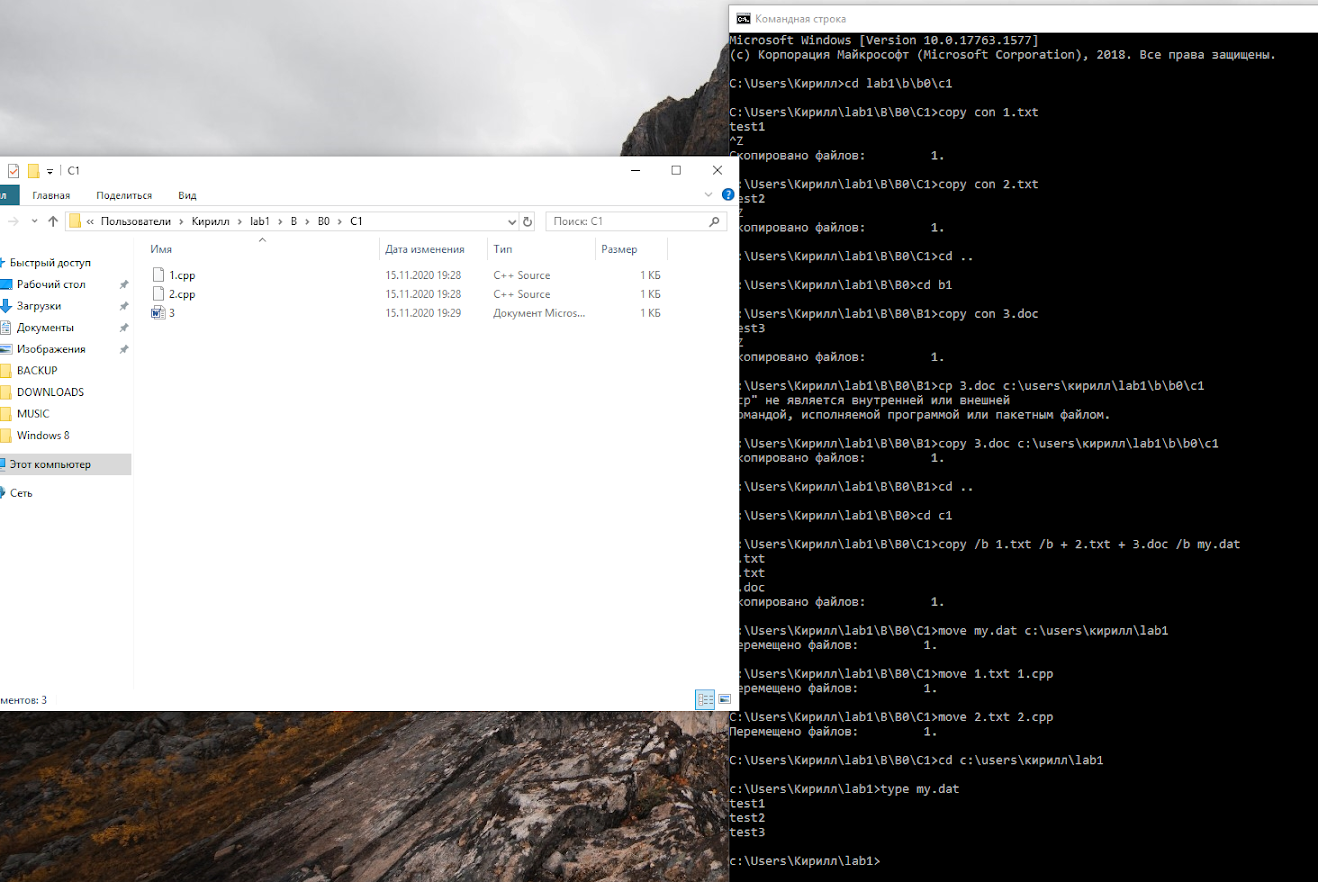 C1
л
Главная
Поделиться
Вид
« Пользователи > Кирилл > lab1 > B > B0 > C1
Поиск: C1
Имя
Дата изменения
Тип
Размер
1.cpp
15.11.2020 19:28
C++ Source
1 КБ
2.cpp
15.11.2020 19:28
C++ Source
1 КБ
3
15.11.2020 19:29
Документ Micros...
1 КБ
Быстрый доступ
Рабочий стол
Загрузки
Документы
Изображения
BACKUP
DOWNLOADS
MUSIC
Windows 8
Этот компьютер
Сеть
ментов: 3
Командная строка
Microsoft Windows [Version 10.0.17763.1577]
(c) Корпорация Майкрософт (Microsoft Corporation), 2018. Все права защищены.
C:\Users\Кирилл>cd lab1\b\b0\c1
C:\Users\Кирилл\lab1\B\B0\C1>copy con 1.txt
test1
^Z
Скопировано файлов: 1.
:\Users\Кирилл\lab1\B\B0\C1>copy con 2.txt
est2
Z
копировано файлов: 1.
:\Users\Кирилл\lab1\B\B0\C1>cd ..
:\Users\Кирилл\lab1\B\B0>cd b1
:\Users\Кирилл\lab1\B\B0\B1>copy con 3.doc
est3
Z
копировано файлов: 1.
:\Users\Кирилл\lab1\B\B0\B1>cp 3.doc c:\users\кирилл\lab1\b\b0\c1
cp" не является внутренней или внешней
омандой, исполняемой программой или пакетным файлом.
:\Users\Кирилл\lab1\B\B0\B1>copy 3.doc c:\users\кирилл\lab1\b\b0\c1
копировано файлов: 1.
:\Users\Кирилл\lab1\B\B0\B1>cd ..
:\Users\Кирилл\lab1\B\B0>cd c1
:\Users\Кирилл\lab1\B\B0\C1>copy /b 1.txt /b + 2.txt + 3.doc /b my.dat
.txt
.txt
.doc
копировано файлов: 1.
:\Users\Кирилл\lab1\B\B0\C1>move my.dat c:\users\кирилл\lab1
еремещено файлов: 1.
:\Users\Кирилл\lab1\B\B0\C1>move 1.txt 1.cpp
еремещено файлов: 1.
C:\Users\Кирилл\lab1\B\B0\C1>move 2.txt 2.cpp
Перемещено файлов: 1.
C:\Users\Кирилл\lab1\B\B0\C1>cd c:\users\кирилл\lab1
c:\Users\Кирилл\lab1>type my.dat
test1
test2
test3
c:\Users\Кирилл\lab1>